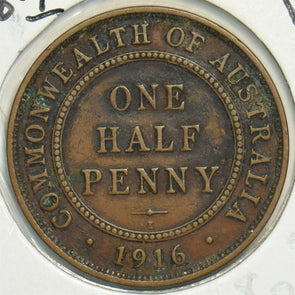 COMMONWEALTH OF AUSTRALIA
ONE
HALF
PENNY
I
· 1916 ·